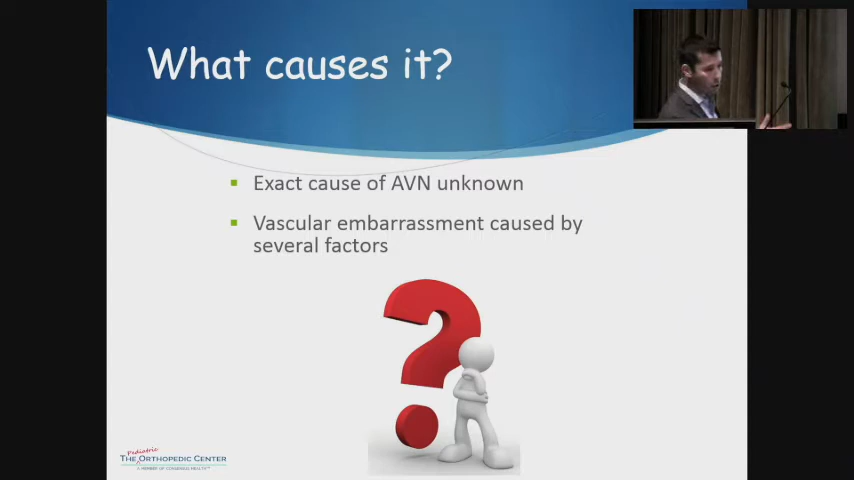 What causes it?
Exact cause of AVN unknown
Vascular embarrassment caused by
several factors
Pediatric
THE ORTHOPEDIC CENTER
A MEMBER OF CONSENSUS HEALTH